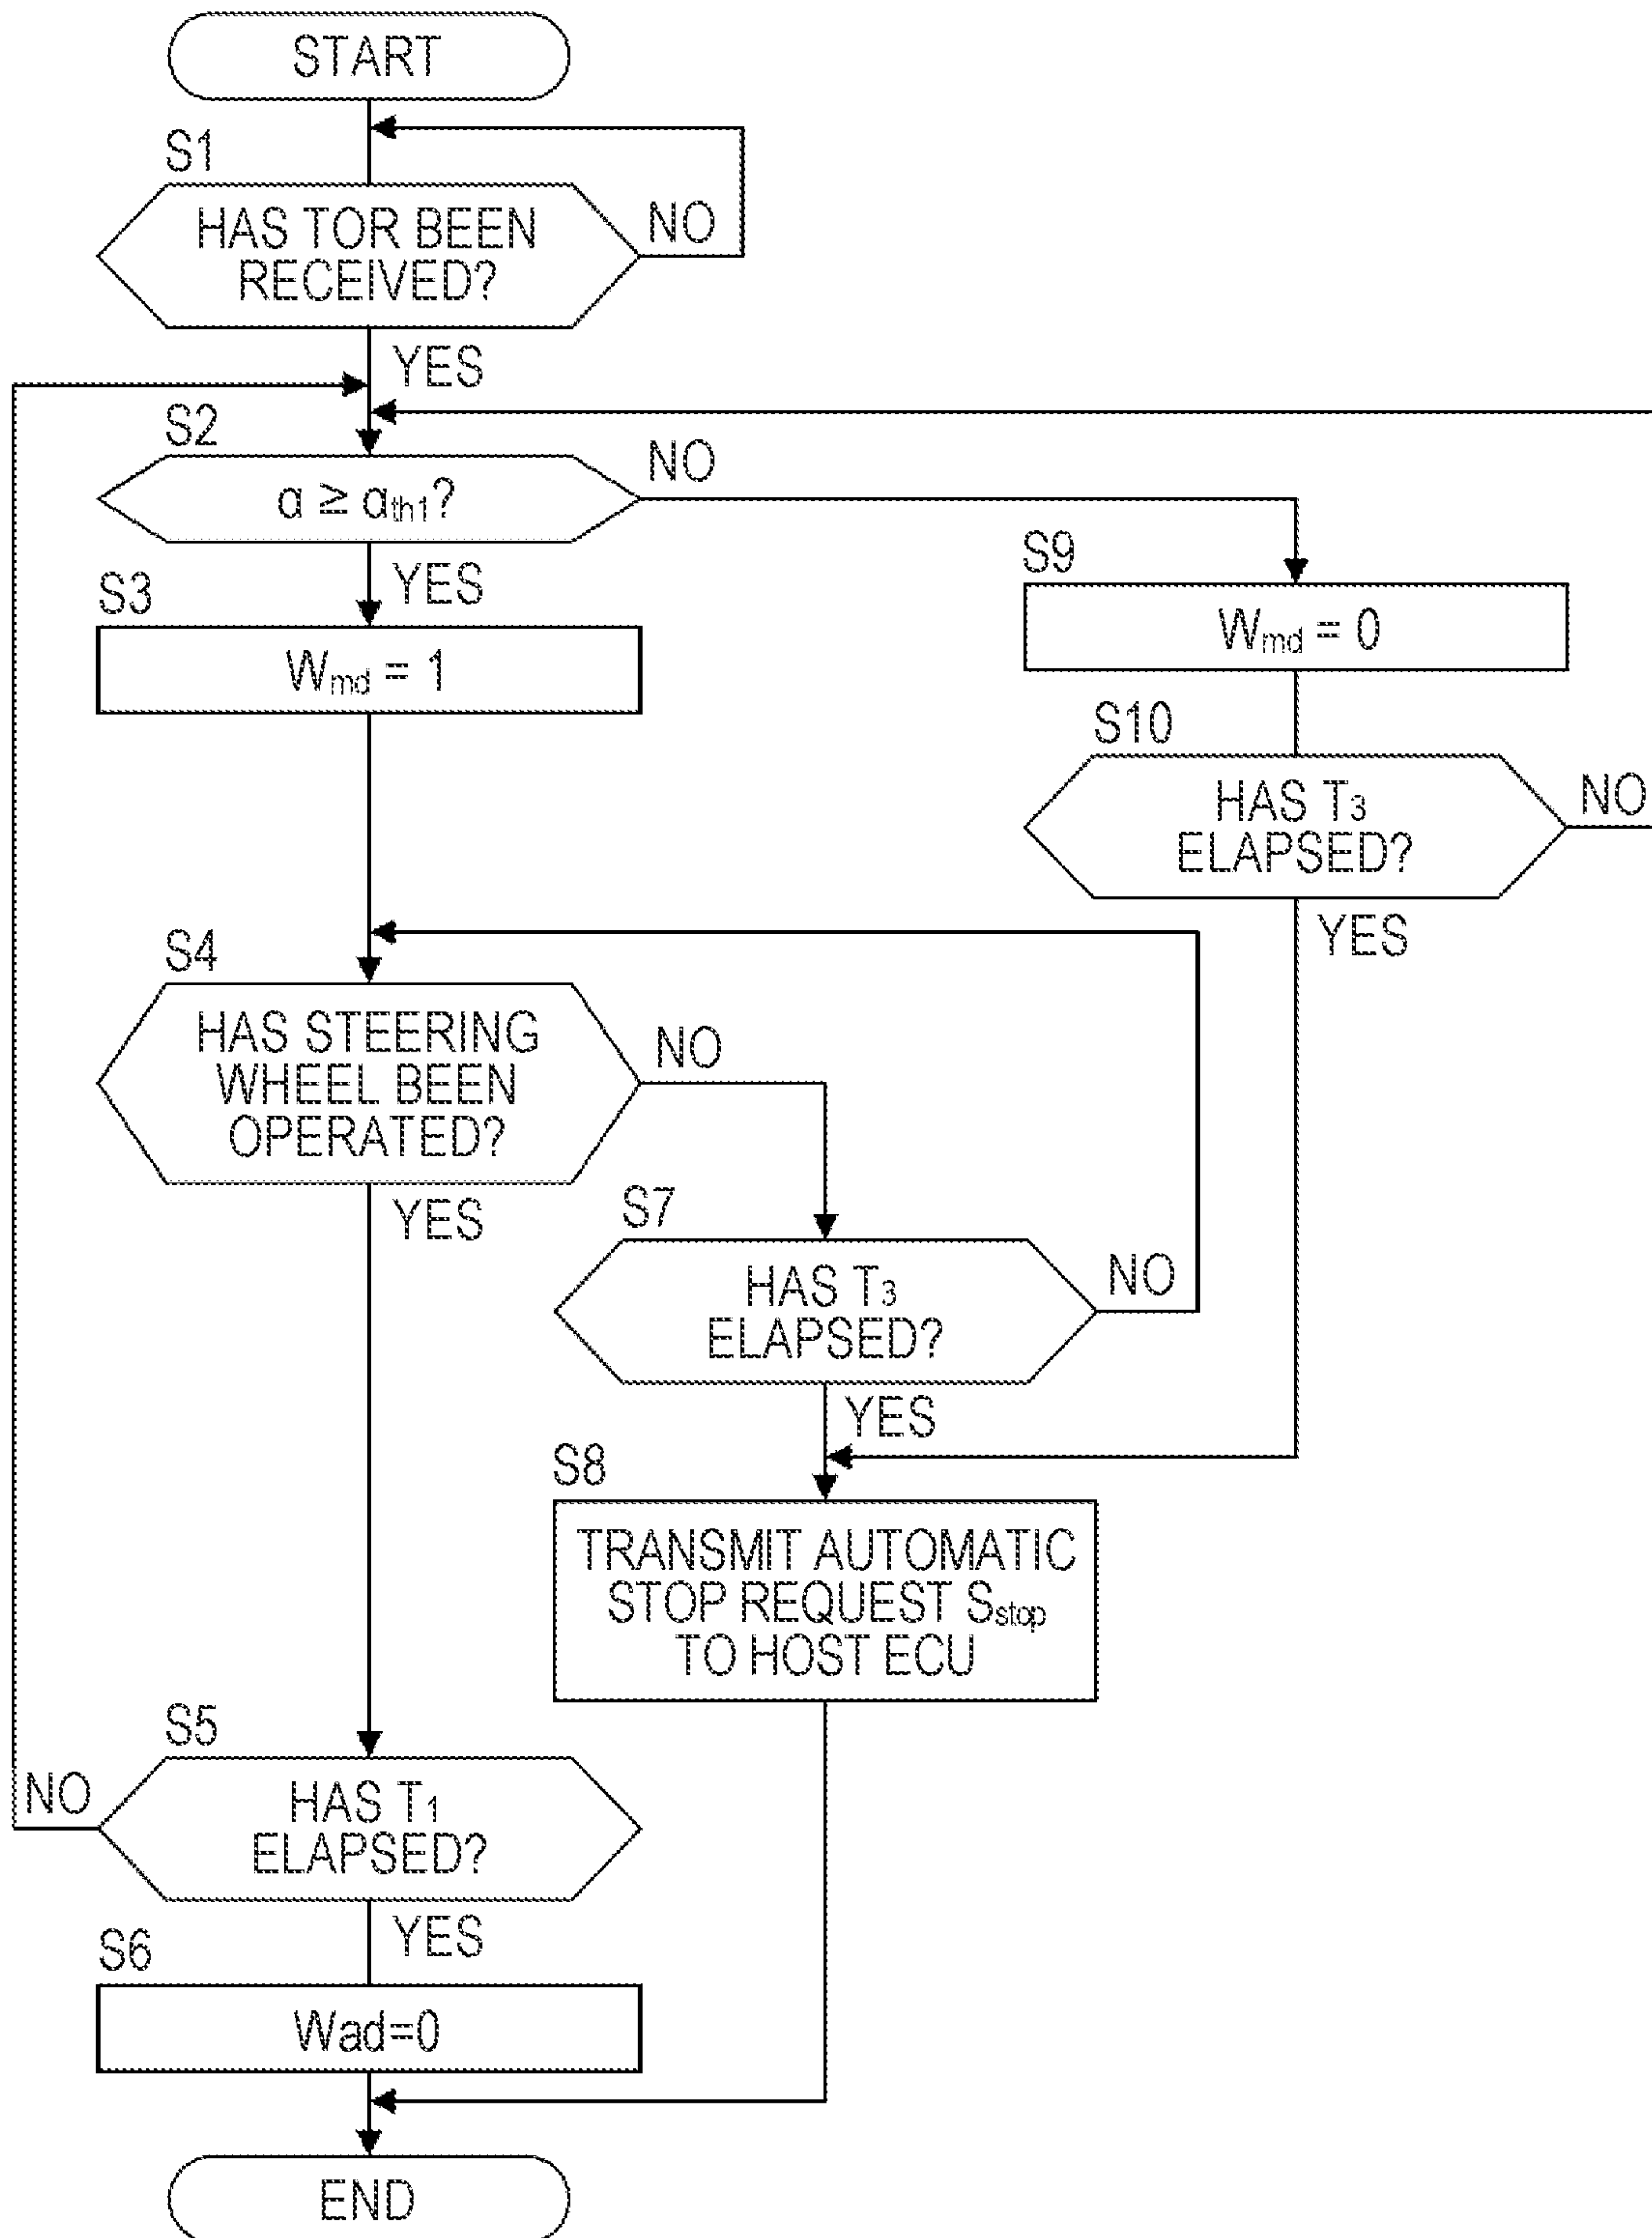 START
S1
HAS TOR BEEN
RECEIVED?
NO
YES
S2
α ≥ αth1?
NO
YES
S3
Wmd = 1
S9
Wmd = 0
S10
HAS T3
ELAPSED?
NO
YES
S4
HAS STEERING
WHEEL BEEN
OPERATED?
NO
YES
S7
HAS T3
ELAPSED?
NO
YES
S8
TRANSMIT AUTOMATIC
STOP REQUEST Sstop
TO HOST ECU
S5
HAS T1
ELAPSED?
NO
YES
S6
Wad=0
END